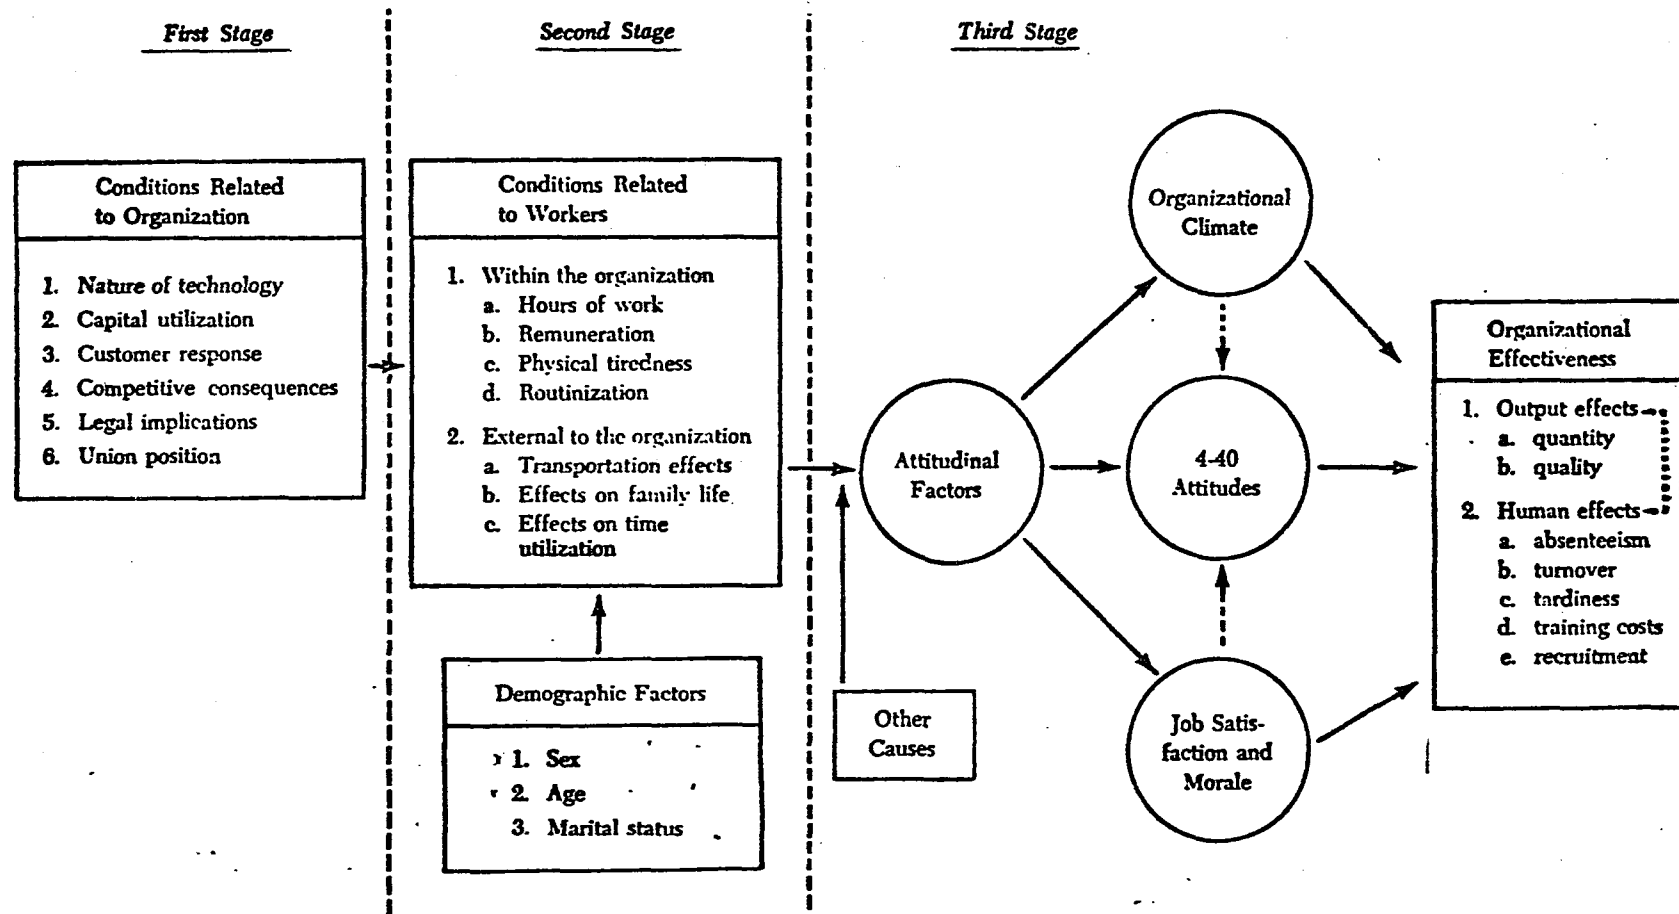 First Stage
Second Stage
Third Stage
Conditions Related
to Organization
1. Nature of technology
2. Capital utilization
3. Customer response
4. Competitive consequences
5. Legal implications
6. Union position
Conditions Related
to Workers
1. Within the organization
a. Hours of work
b. Remuneration
c. Physical tiredness
d. Routinization
2. External to the organization
a. Transportation effects
b. Effects on family life
c. Effects on time
utilization
Demographic Factors
1. Sex
2. Age
3. Marital status
Other
Causes
Attitudinal
Factors
Organizational
Climate
4-40
Attitudes
Job Satis-
faction and
Morale
Organizational
Effectiveness
1. Output effects
a. quantity
b. quality
2. Human effects
a. absenteeism
b. turnover
c. tardiness
d. training costs
e. recruitment